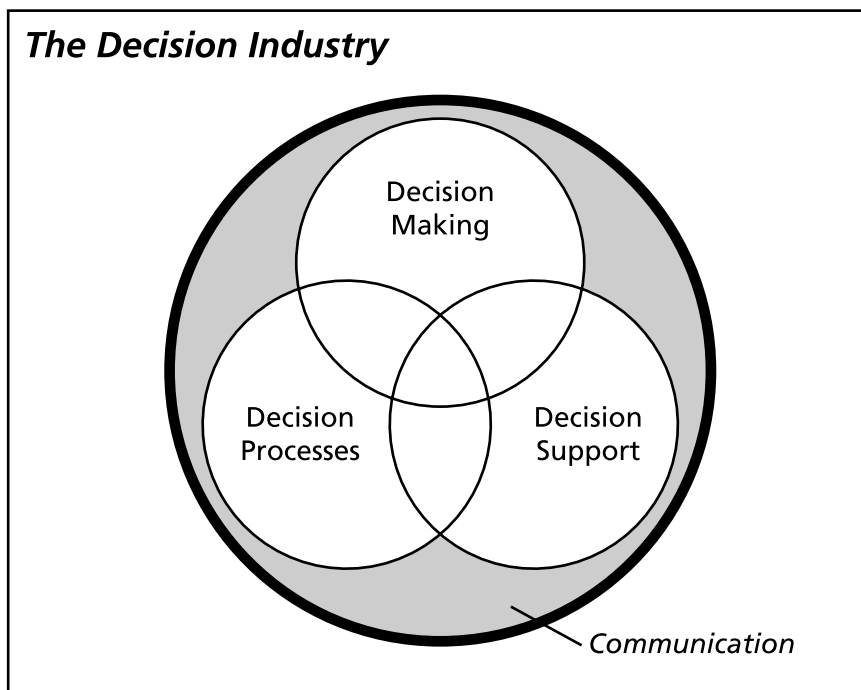 The Decision Industry
Decision
Making
Decision
Processes
Decision
Support
Communication